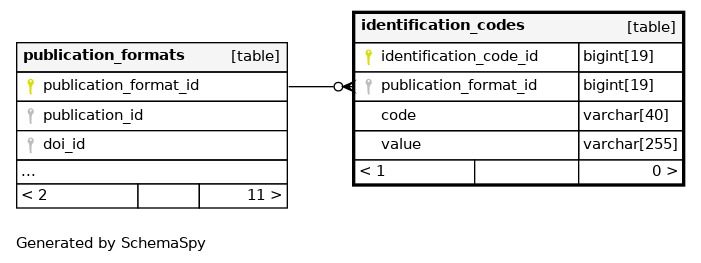 publication_formats [table]
publication_format_id
publication_id
doi_id
...
< 2 11 >
identification_codes [table]
identification_code_id bigint[19]
publication_format_id bigint[19]
code varchar[40]
value varchar[255]
< 1 0 >
Generated by SchemaSpy